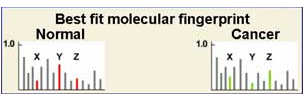 Best fit molecular fingerprint
Normal
Cancer
1.0
X Y Z
1.0
X Y Z